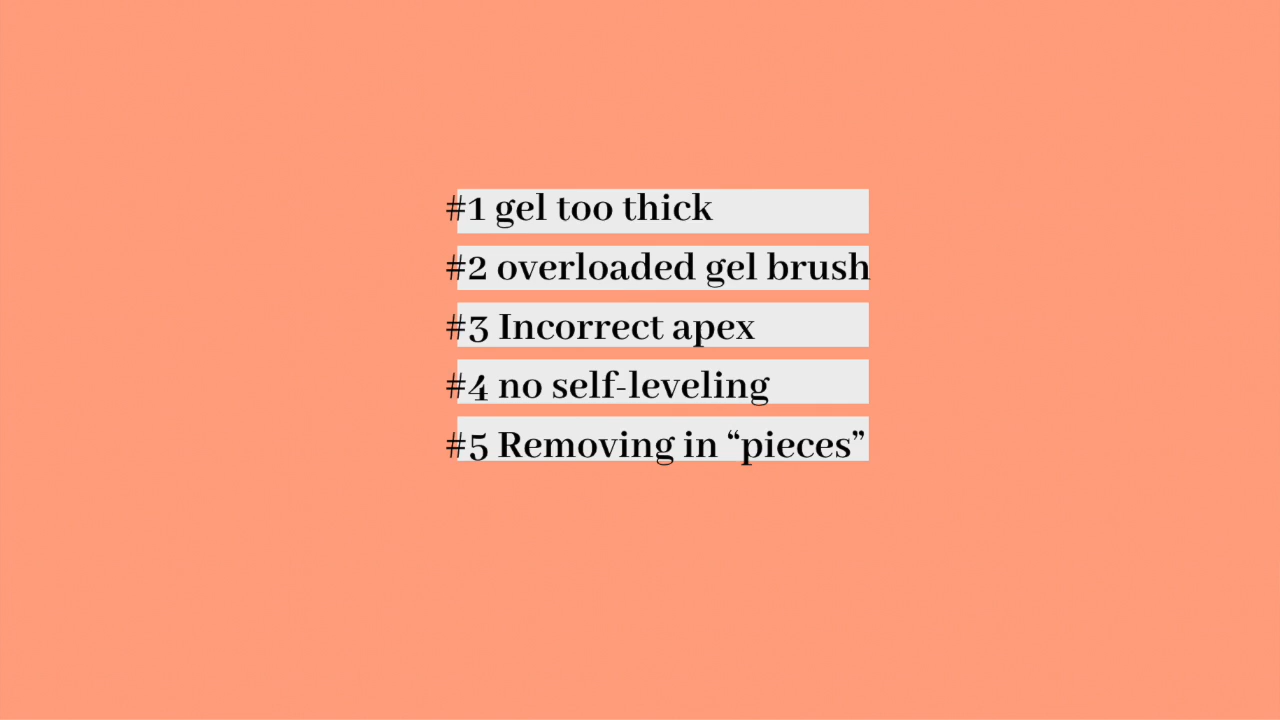 #1 gel too thick
#2 overloaded gel brush
#3 Incorrect apex
#4 no self-leveling
#5 Removing in “pieces”